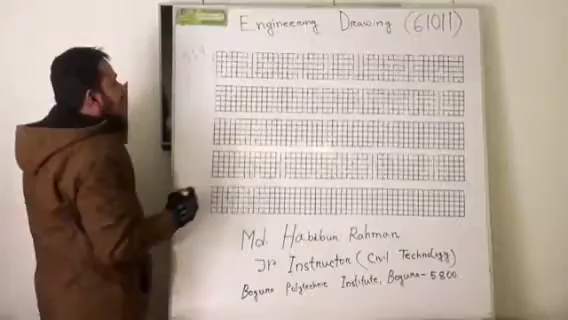 Engineering Drawing (61011)
Md. Habibur Rahman
Jr Instructor (Civil Technology)
Bogura Polytechnic Institute, Bogura-5800